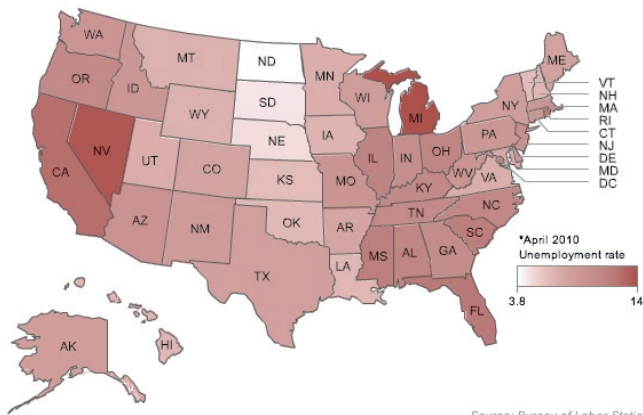 WA
MT
ND
MN
ME
VT
NH
MA
RI
CT
NJ
DE
MD
DC
OR
ID
SD
WI
MI
NY
WY
NE
IA
PA
NV
UT
CO
KS
MO
IL
IN
OH
WV
VA
CA
KY
NC
AZ
NM
OK
AR
TN
SC
TX
LA
MS
AL
GA
FL
AK
HI
*April 2010
Unemployment rate
3.8
14